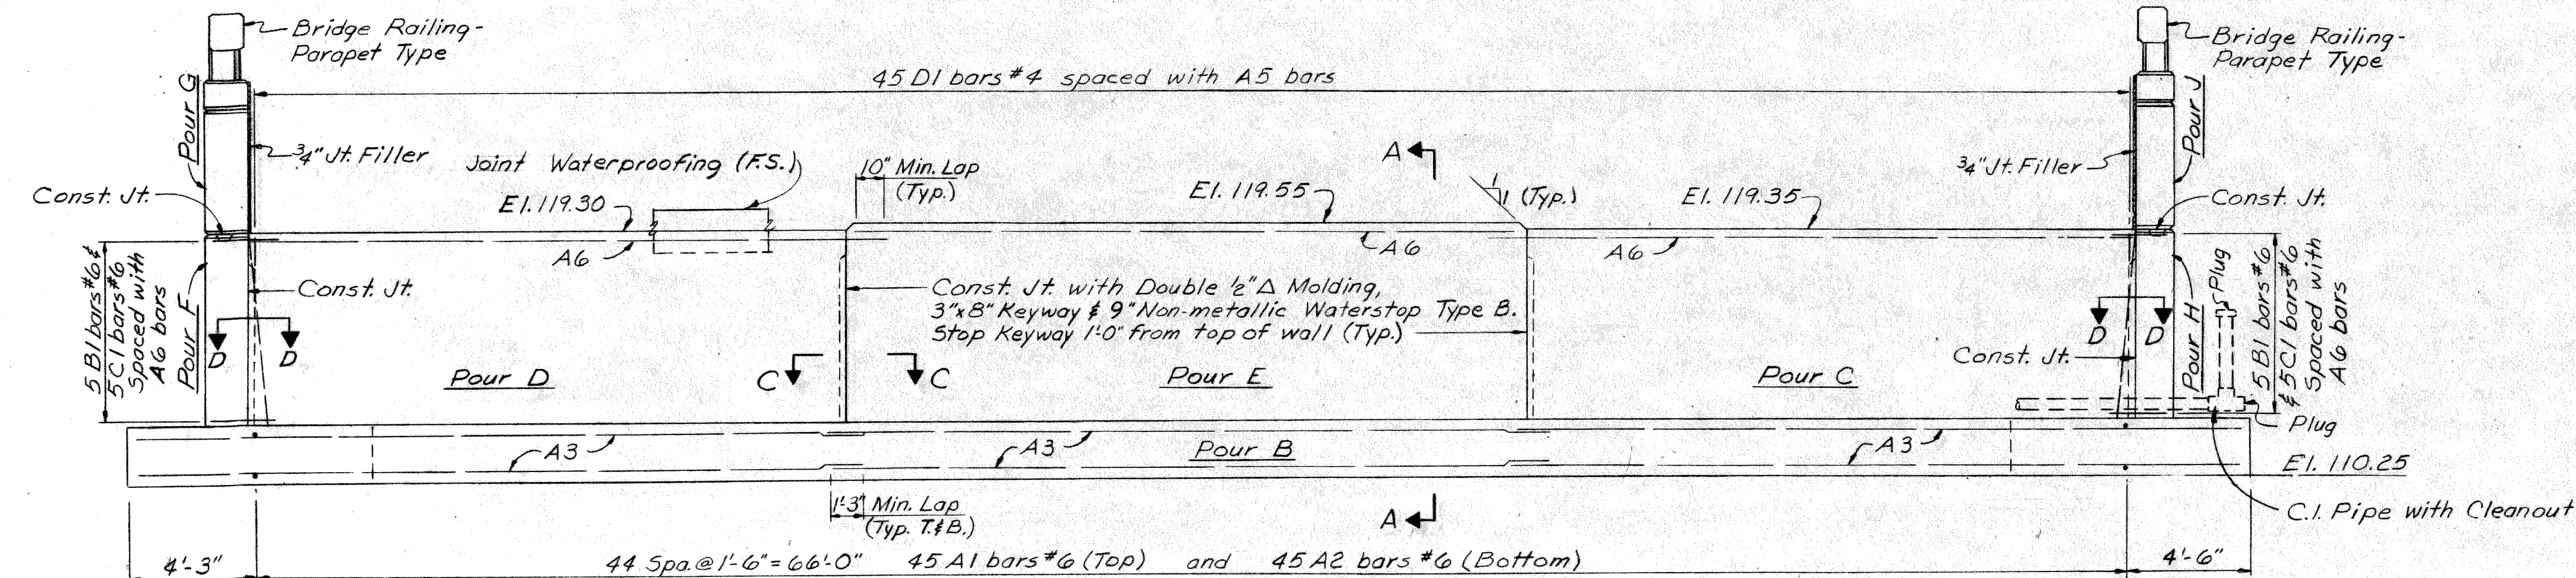 Bridge Railing-
Parapet Type
Bridge Railing-
Parapet Type
45 D1 bars #4 spaced with A5 bars
Pour G
Pour J
3/4" Jt. Filler
Joint Waterproofing (F.S.)
10" Min. Lap
(Typ.)
A
3/4" Jt. Filler
Const. Jt.
El. 119.30
El. 119.55
1
1 (Typ.)
El. 119.35
Const. Jt.
A6
A6
A6
5 B1 bars #6 &
5 C1 bars #6
Spaced with
A6 bars
Pour F
Const. Jt.
Const. Jt. with Double 1/2" Δ Molding,
3"x8" Keyway & 9" Non-metallic Waterstop Type B.
Stop Keyway 1'-0" from top of wall (Typ.)
Plug
5 B1 bars #6
& 5 C1 bars #6
Spaced with
A6 bars
D
D
D
D
Const. Jt.
Pour H
Pour D
C
C
Pour E
Pour C
Plug
A3
A3
Pour B
A3
El. 110.25
1'-3" Min. Lap
(Typ. T.&B.)
A
C.I. Pipe with Cleanout
4'-3"
44 Spa. @ 1'-6" = 66'-0" 45 A1 bars #6 (Top) and 45 A2 bars #6 (Bottom)
4'-6"